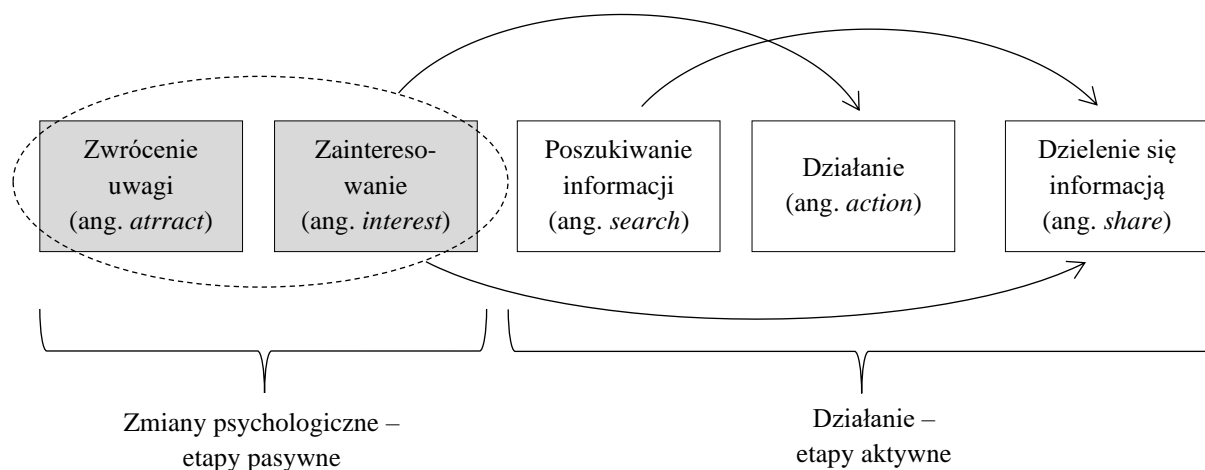 Zwrócenie
uwagi
(ang. atrract)
Zaintereso-
wanie
(ang. interest)
Poszukiwanie
informacji
(ang. search)
Działanie
(ang. action)
Dzielenie się
informacją
(ang. share)
Zmiany psychologiczne –
etapy pasywne
Działanie –
etapy aktywne